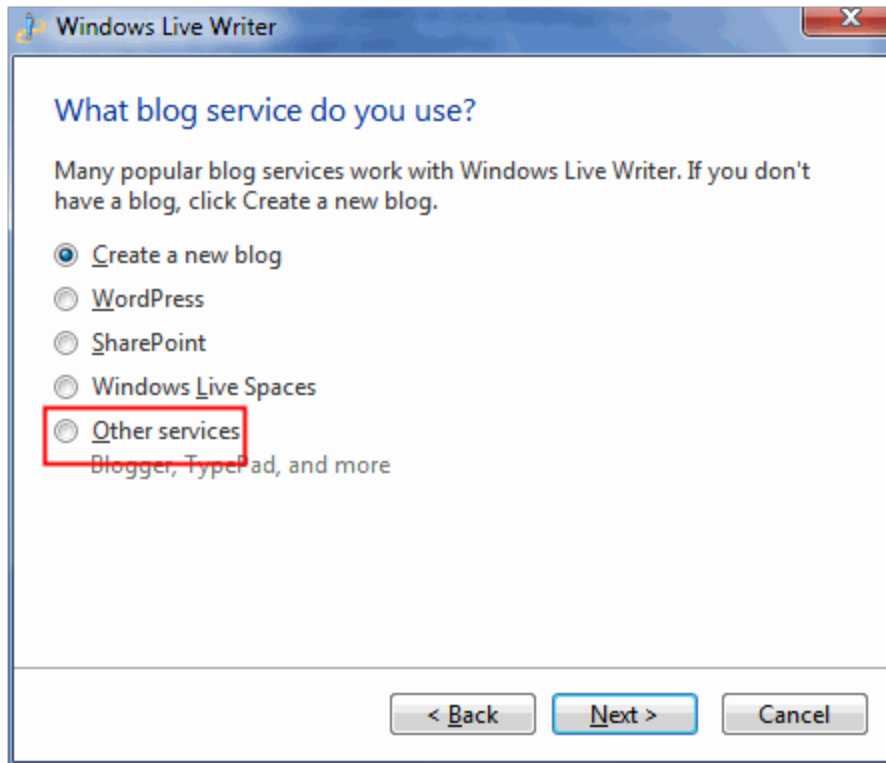 Windows Live Writer
What blog service do you use?
Many popular blog services work with Windows Live Writer. If you don't
have a blog, click Create a new blog.
Create a new blog
WordPress
SharePoint
Windows Live Spaces
Other services
Blogger, TypePad, and more
< Back Next > Cancel